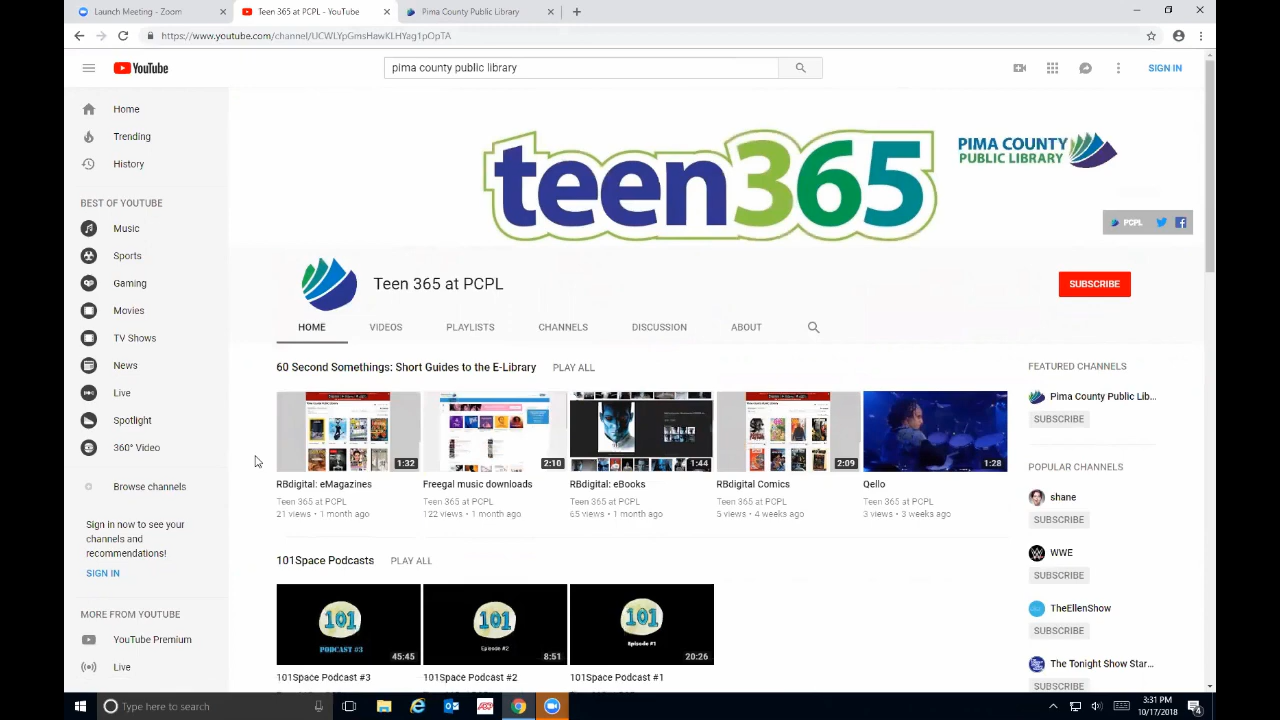 Launch Meeting - Zoom
Teen 365 at PCPL - YouTube
Pima County Public Library
https://www.youtube.com/channel/UCWLYpGmsHawKLHYag1pOpTA
YouTube
pima county public library
SIGN IN
Home
Trending
History
BEST OF YOUTUBE
Music
Sports
Gaming
Movies
TV Shows
News
Live
Spotlight
360° Video
Browse channels
Sign in now to see your
channels and
recommendations!
SIGN IN
MORE FROM YOUTUBE
YouTube Premium
Live
teen365
PIMA COUNTY
PUBLIC LIBRARY
PCPL
Teen 365 at PCPL
SUBSCRIBE
HOME
VIDEOS
PLAYLISTS
CHANNELS
DISCUSSION
ABOUT
60 Second Somethings: Short Guides to the E-Library
PLAY ALL
1:32
2:10
1:44
2:09
1:28
RBdigital: eMagazines
Teen 365 at PCPL
21 views • 1 month ago
Freegal music downloads
Teen 365 at PCPL
122 views • 1 month ago
RBdigital: eBooks
Teen 365 at PCPL
65 views • 1 month ago
RBdigital Comics
Teen 365 at PCPL
5 views • 4 weeks ago
Qello
Teen 365 at PCPL
3 views • 3 weeks ago
101Space Podcasts
PLAY ALL
101
PODCAST #3
45:45
101
Episode #2
8:51
101
Episode #1
20:26
101Space Podcast #3
101Space Podcast #2
101Space Podcast #1
FEATURED CHANNELS
Pima County Public Lib...
SUBSCRIBE
POPULAR CHANNELS
shane
SUBSCRIBE
WWE
SUBSCRIBE
TheEllenShow
SUBSCRIBE
The Tonight Show Star...
SUBSCRIBE
Type here to search
3:31 PM
10/17/2018
4